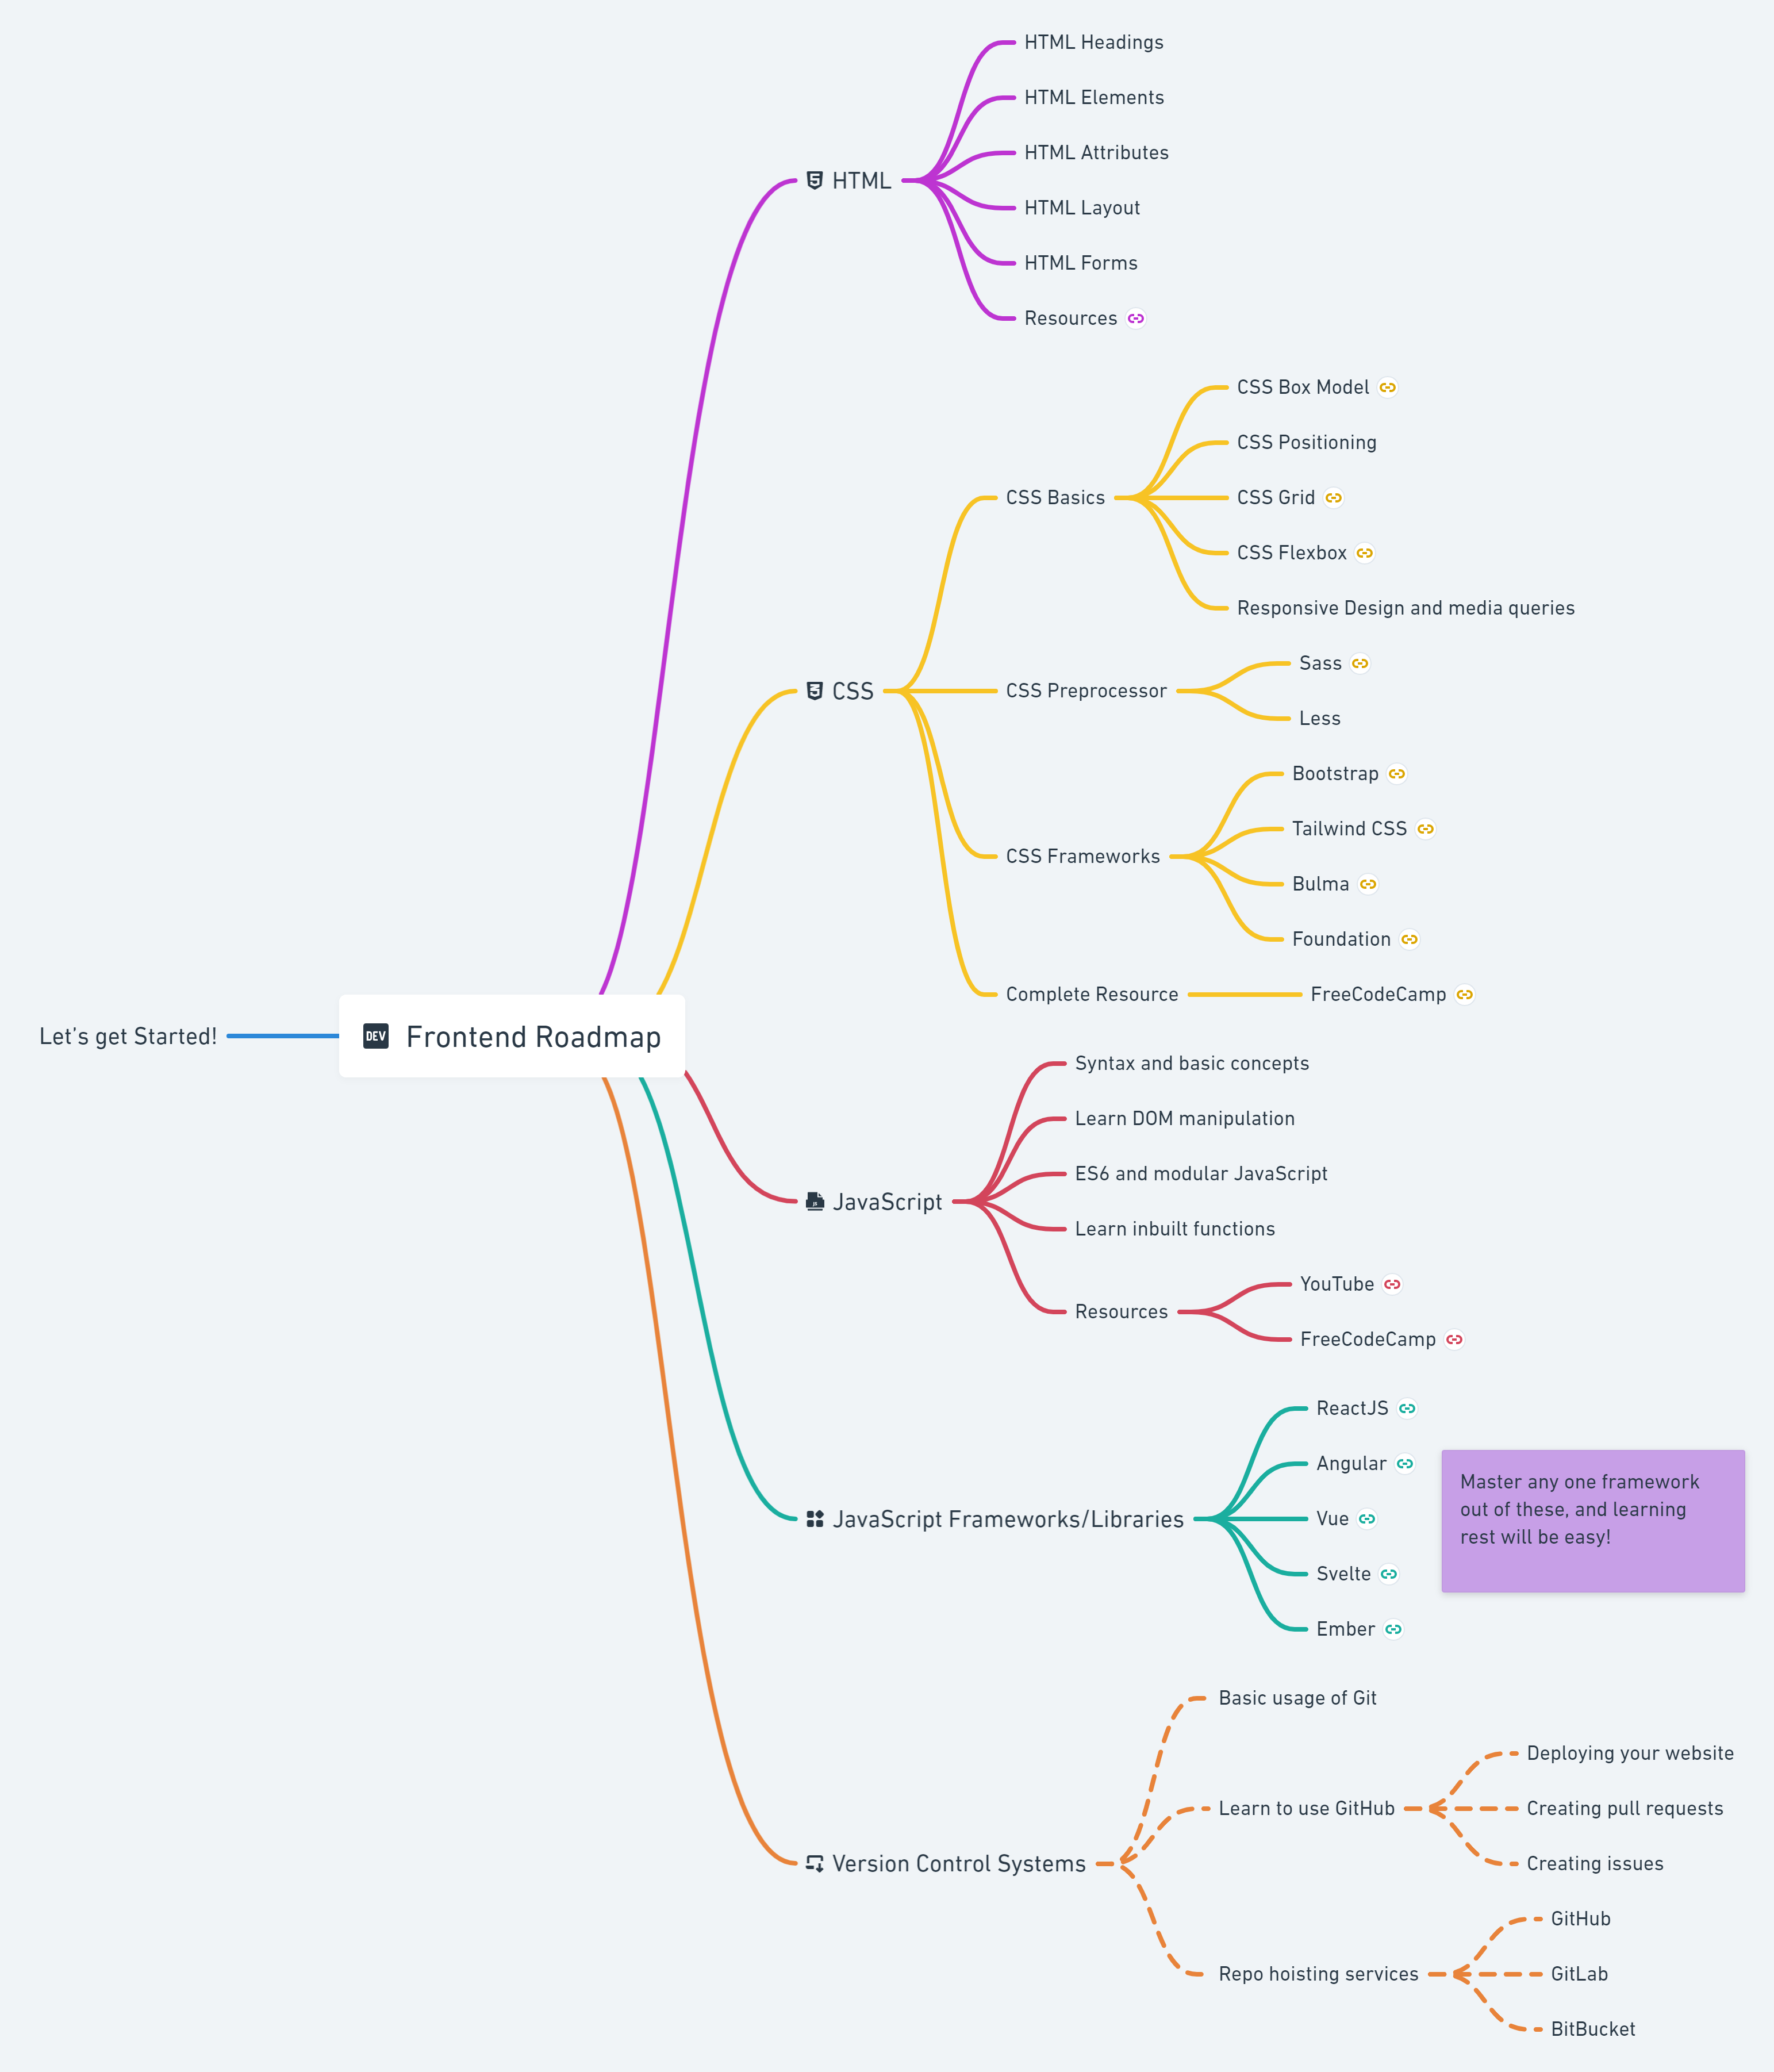 HTML Headings
HTML Elements
HTML Attributes
HTML
HTML Layout
HTML Forms
Resources
CSS Box Model
CSS Positioning
CSS Basics
CSS Grid
CSS Flexbox
Responsive Design and media queries
Sass
CSS
CSS Preprocessor
Less
Bootstrap
Tailwind CSS
CSS Frameworks
Bulma
Foundation
Complete Resource
FreeCodeCamp
Let's get Started!
DEV
Frontend Roadmap
Syntax and basic concepts
Learn DOM manipulation
ES6 and modular JavaScript
JS
JavaScript
Learn inbuilt functions
YouTube
Resources
FreeCodeCamp
ReactJS
Angular
JavaScript Frameworks/Libraries
Vue
Svelte
Ember
Master any one framework
out of these, and learning
rest will be easy!
Basic usage of Git
Deploying your website
Learn to use GitHub
Creating pull requests
Version Control Systems
Creating issues
GitHub
Repo hoisting services
GitLab
BitBucket